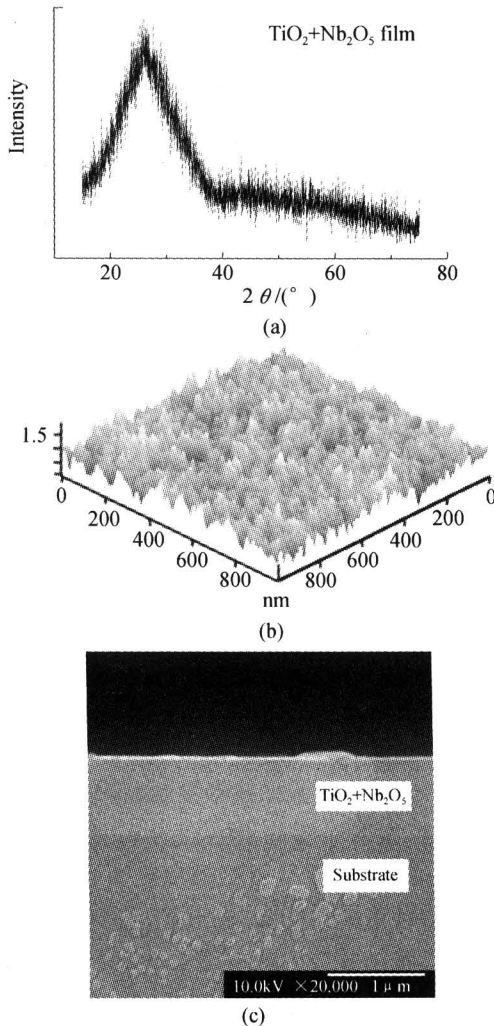 TiO₂+Nb₂O₅ film
Intensity
20 40 60 80
2 θ/(° )
(a)
1.5
0 0
200 200
400 400
600 600
800 800
nm
(b)
TiO₂+Nb₂O₅
Substrate
10.0kV ×20,000 1μm
(c)